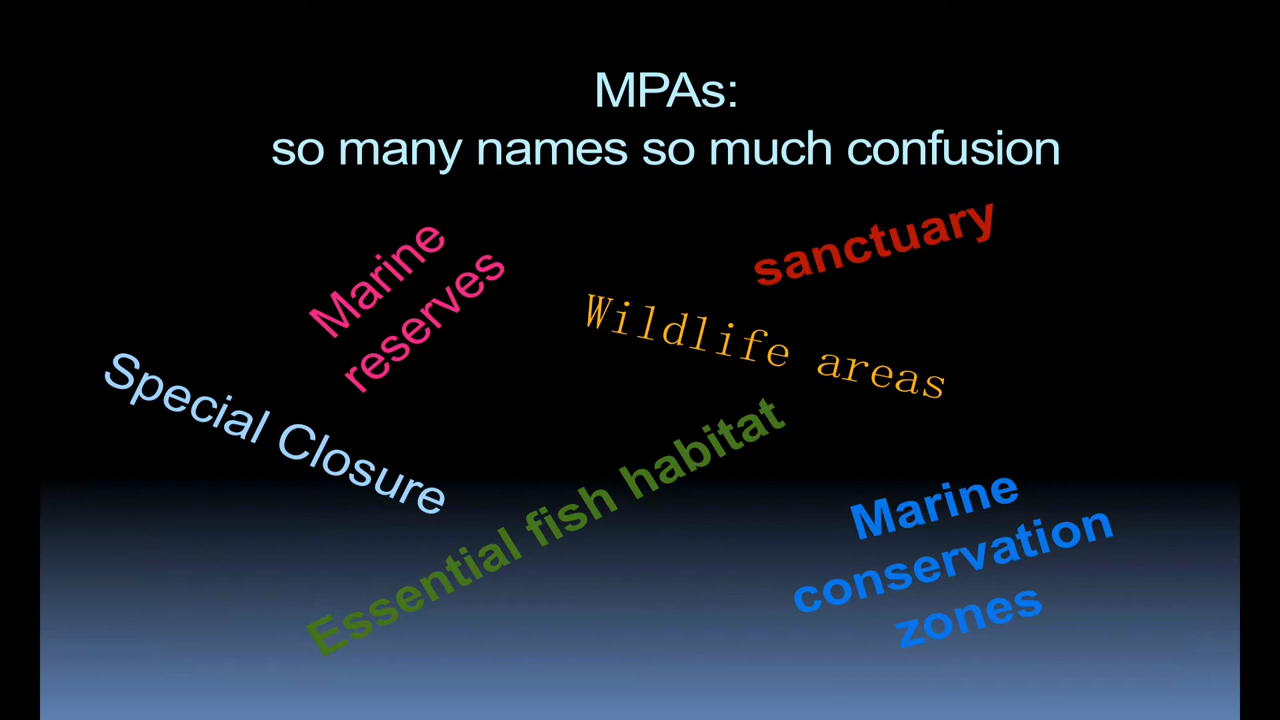 MPAs:
so many names so much confusion
Marine
reserves
sanctuary
Wildlife areas
Special Closure
Essential fish habitat
Marine
conservation
zones